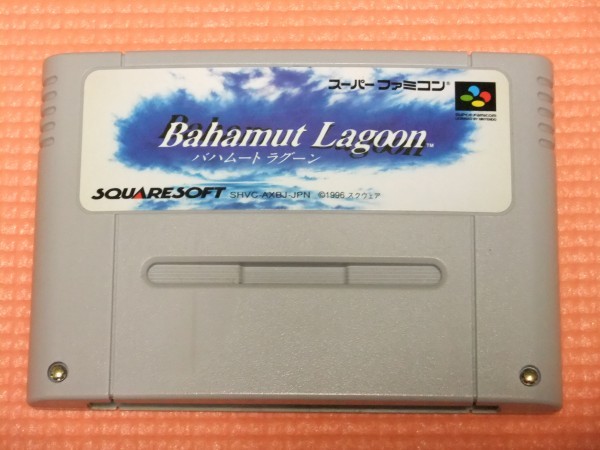 スーパーファミコン®
Bahamut Lagoon™
バハムート ラグーン
SQUARESOFT SHVC-AXBJ-JPN ©1996 スクウェア